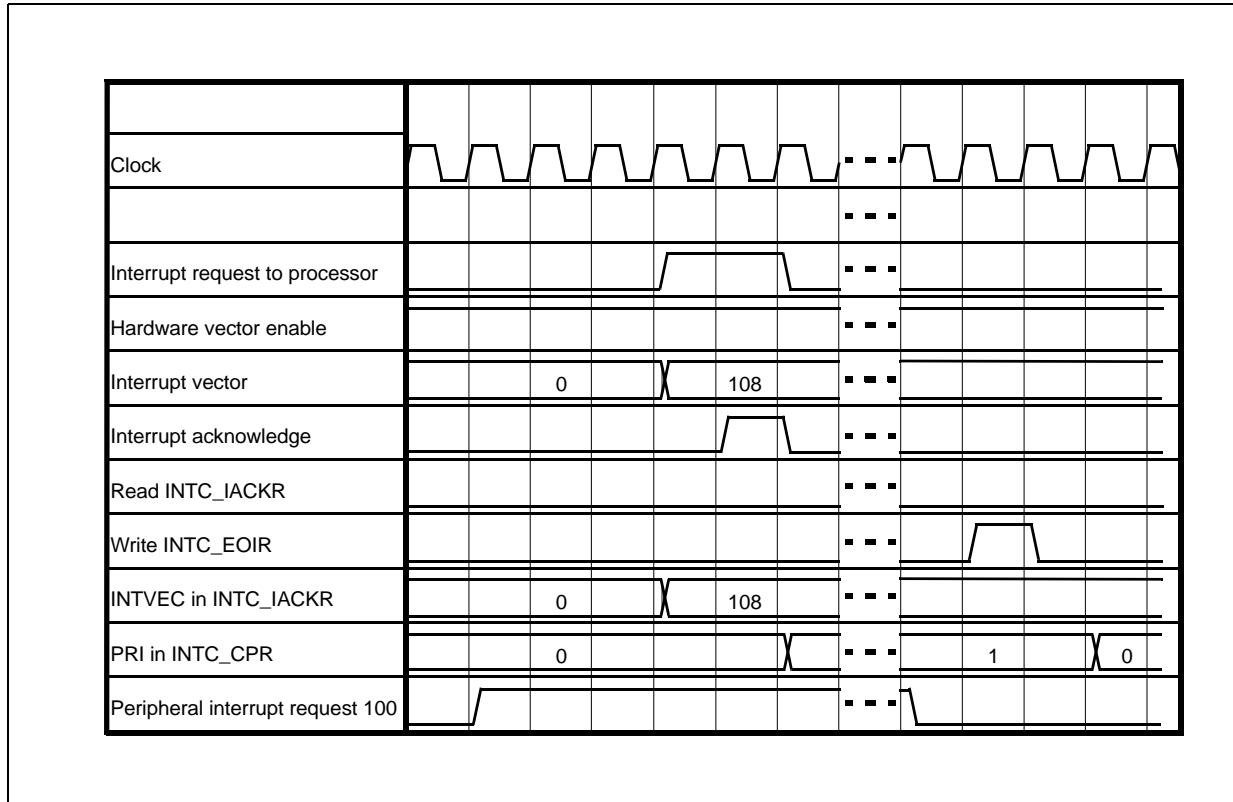 Clock
Interrupt request to processor
Hardware vector enable
Interrupt vector 0 108
Interrupt acknowledge
Read INTC_IACKR
Write INTC_EOIR
INTVEC in INTC_IACKR 0 108
PRI in INTC_CPR 0 1 0
Peripheral interrupt request 100